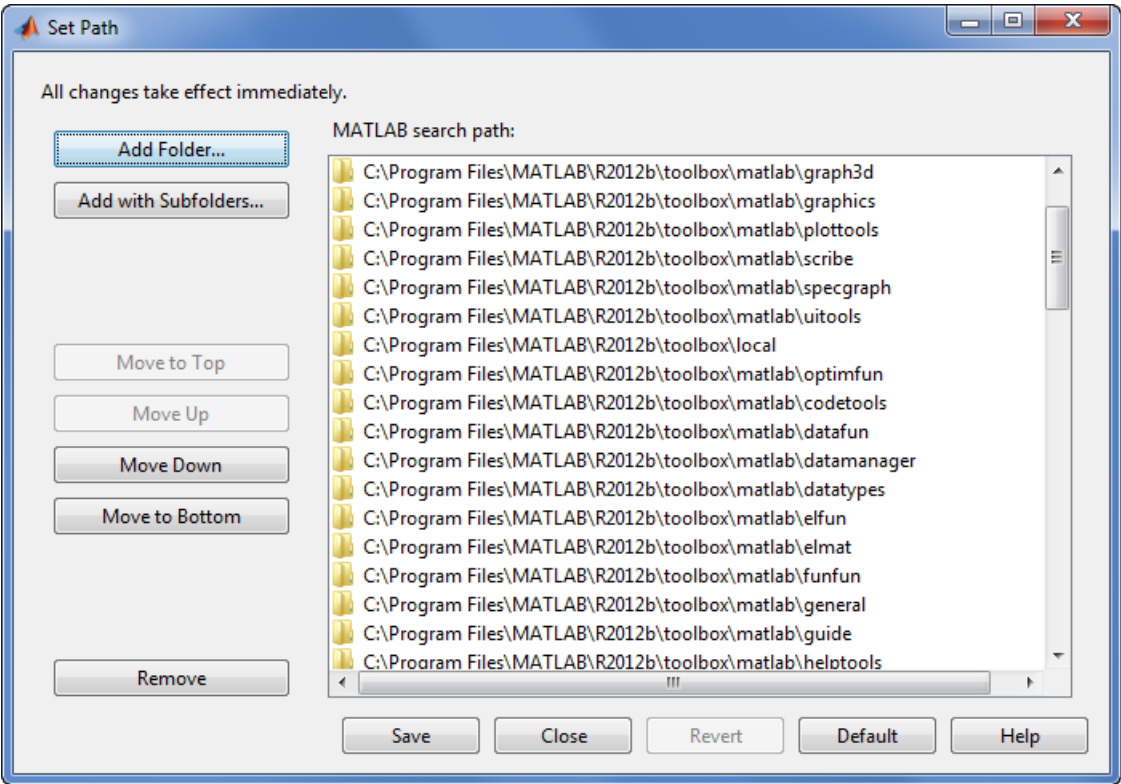 Set Path
All changes take effect immediately.
Add Folder...
Add with Subfolders...
Move to Top
Move Up
Move Down
Move to Bottom
Remove
MATLAB search path:
C:\Program Files\MATLAB\R2012b\toolbox\matlab\graph3d
C:\Program Files\MATLAB\R2012b\toolbox\matlab\graphics
C:\Program Files\MATLAB\R2012b\toolbox\matlab\plottools
C:\Program Files\MATLAB\R2012b\toolbox\matlab\scribe
C:\Program Files\MATLAB\R2012b\toolbox\matlab\specgraph
C:\Program Files\MATLAB\R2012b\toolbox\matlab\uitools
C:\Program Files\MATLAB\R2012b\toolbox\local
C:\Program Files\MATLAB\R2012b\toolbox\matlab\optimfun
C:\Program Files\MATLAB\R2012b\toolbox\matlab\codetools
C:\Program Files\MATLAB\R2012b\toolbox\matlab\datafun
C:\Program Files\MATLAB\R2012b\toolbox\matlab\datamanager
C:\Program Files\MATLAB\R2012b\toolbox\matlab\datatypes
C:\Program Files\MATLAB\R2012b\toolbox\matlab\elfun
C:\Program Files\MATLAB\R2012b\toolbox\matlab\elmat
C:\Program Files\MATLAB\R2012b\toolbox\matlab\funfun
C:\Program Files\MATLAB\R2012b\toolbox\matlab\general
C:\Program Files\MATLAB\R2012b\toolbox\matlab\guide
C:\Program Files\MATLAB\R2012b\toolbox\matlab\helptools
Save
Close
Revert
Default
Help